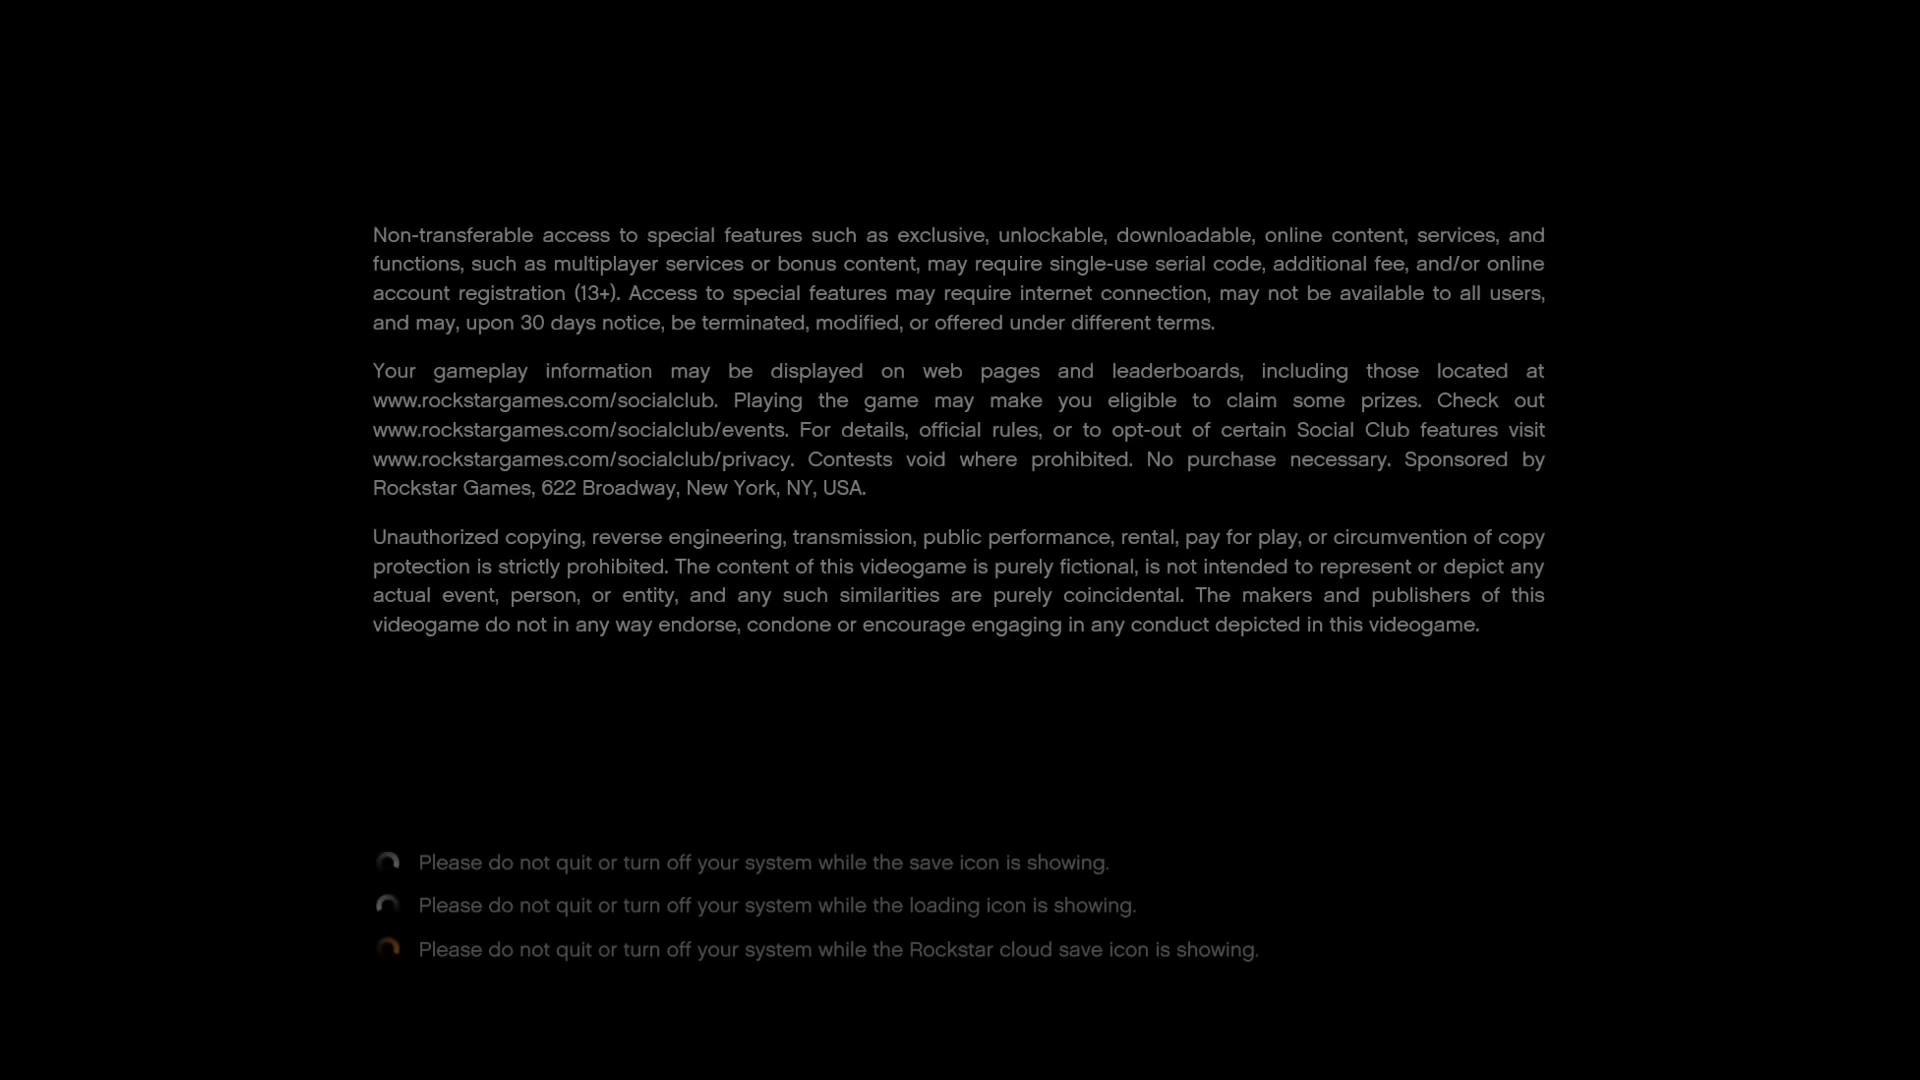 Non-transferable access to special features such as exclusive, unlockable, downloadable, online content, services, and
functions, such as multiplayer services or bonus content, may require single-use serial code, additional fee, and/or online
account registration (13+). Access to special features may require internet connection, may not be available to all users,
and may, upon 30 days notice, be terminated, modified, or offered under different terms.
Your gameplay information may be displayed on web pages and leaderboards, including those located at
www.rockstargames.com/socialclub. Playing the game may make you eligible to claim some prizes. Check out
www.rockstargames.com/socialclub/events. For details, official rules, or to opt-out of certain Social Club features visit
www.rockstargames.com/socialclub/privacy. Contests void where prohibited. No purchase necessary. Sponsored by
Rockstar Games, 622 Broadway, New York, NY, USA.
Unauthorized copying, reverse engineering, transmission, public performance, rental, pay for play, or circumvention of copy
protection is strictly prohibited. The content of this videogame is purely fictional, is not intended to represent or depict any
actual event, person, or entity, and any such similarities are purely coincidental. The makers and publishers of this
videogame do not in any way endorse, condone or encourage engaging in any conduct depicted in this videogame.
Please do not quit or turn off your system while the save icon is showing.
Please do not quit or turn off your system while the loading icon is showing.
Please do not quit or turn off your system while the Rockstar cloud save icon is showing.